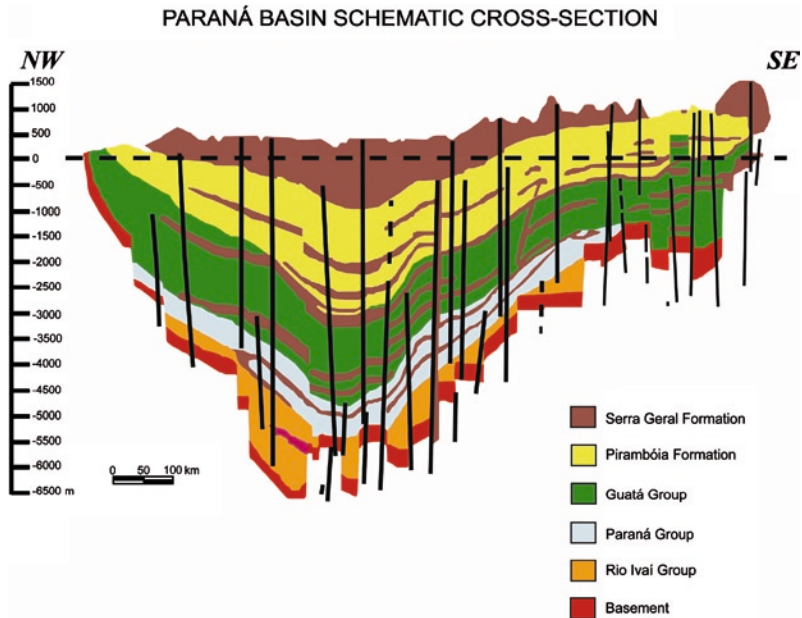 PARANÁ BASIN SCHEMATIC CROSS-SECTION
NW
SE
1500
1000
500
0
-500
-1000
-1500
-2000
-2500
-3000
-3500
-4000
-4500
-5000
-5500
-6000
-6500 m
0 50 100 km
Serra Geral Formation
Pirambóia Formation
Guatá Group
Paraná Group
Rio Ivaí Group
Basement